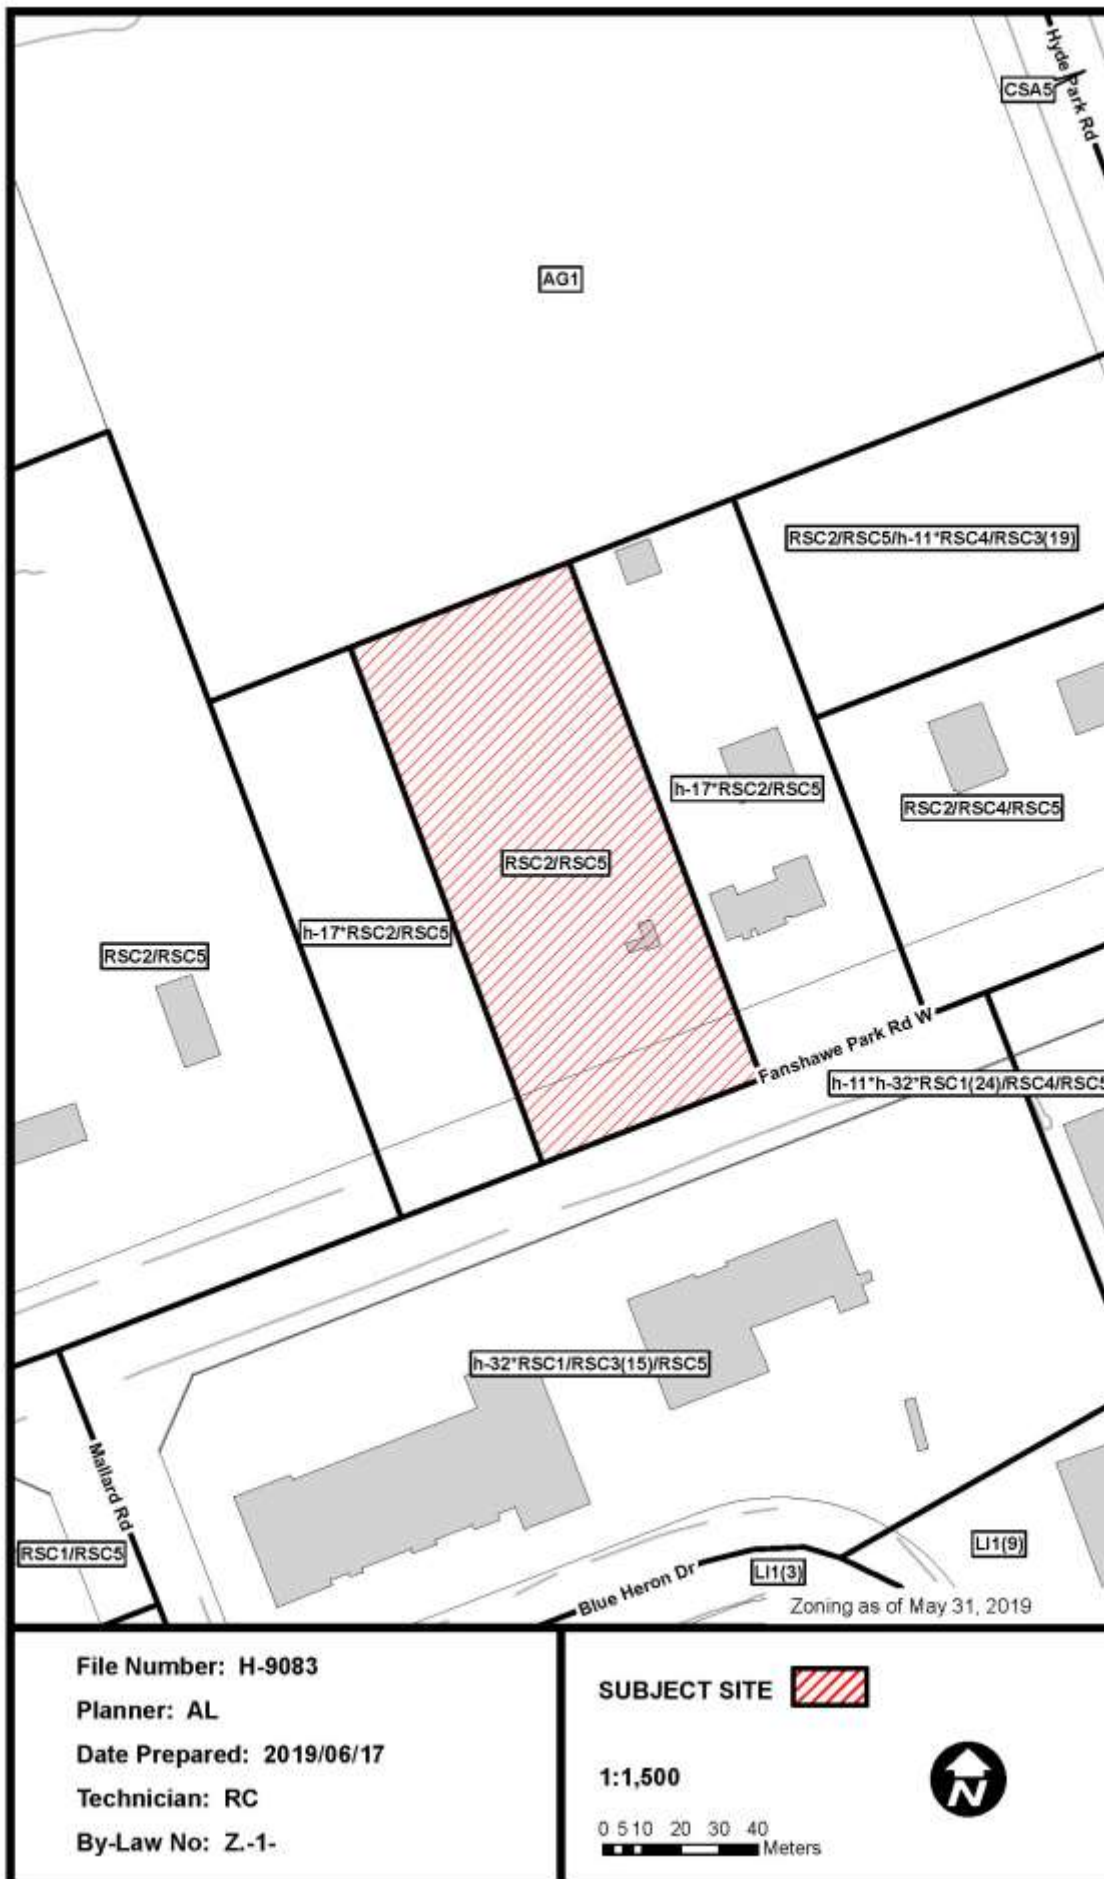 Hyde Park Rd
CSA5
AG1
RSC2/RSC5/h-11*RSC4/RSC3(19)
h-17*RSC2/RSC5
RSC2/RSC4/RSC5
RSC2/RSC5
h-17*RSC2/RSC5
RSC2/RSC5
Fanshawe Park Rd W
h-11*h-32*RSC1(24)/RSC4/RSC5
h-32*RSC1/RSC3(15)/RSC5
Mallard Rd
RSC1/RSC5
LI1(9)
LI1(3)
Blue Heron Dr
Zoning as of May 31, 2019
File Number: H-9083
Planner: AL
Date Prepared: 2019/06/17
Technician: RC
By-Law No: Z.-1-
SUBJECT SITE
1:1,500
0 5 10 20 30 40
Meters
N